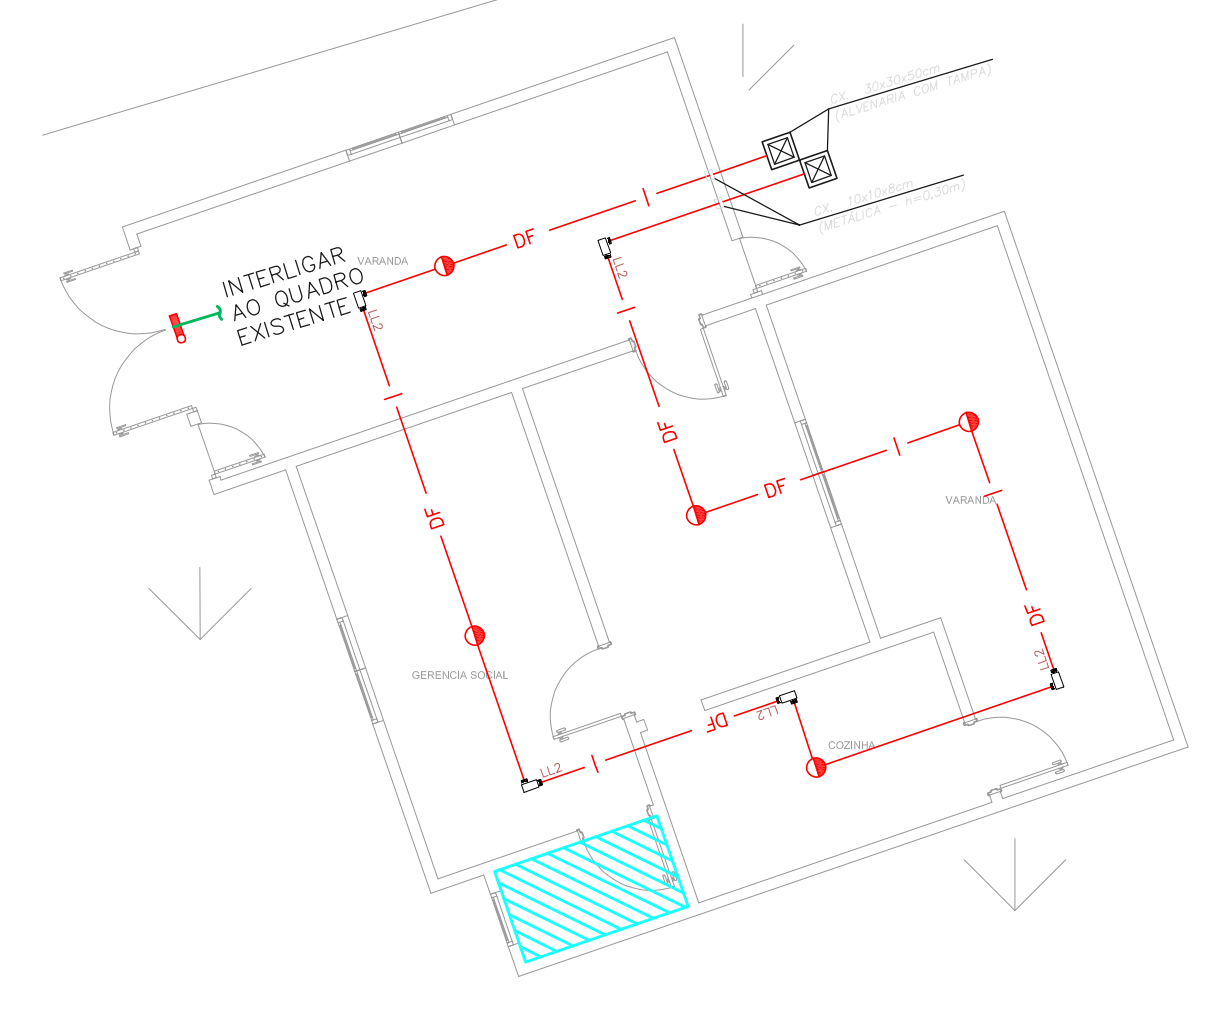 CX. 30x30x50cm
(ALVENARIA COM TAMPA)
CX. 10x10x8cm
(METÁLICA - h=0,30m)
DF
VARANDA
INTERLIGAR
AO QUADRO
EXISTENTE
LL2
LL2
DF
DF
DF
VARANDA
DF
LL2
GERENCIA SOCIAL
LL2
DF
LL2
COZINHA